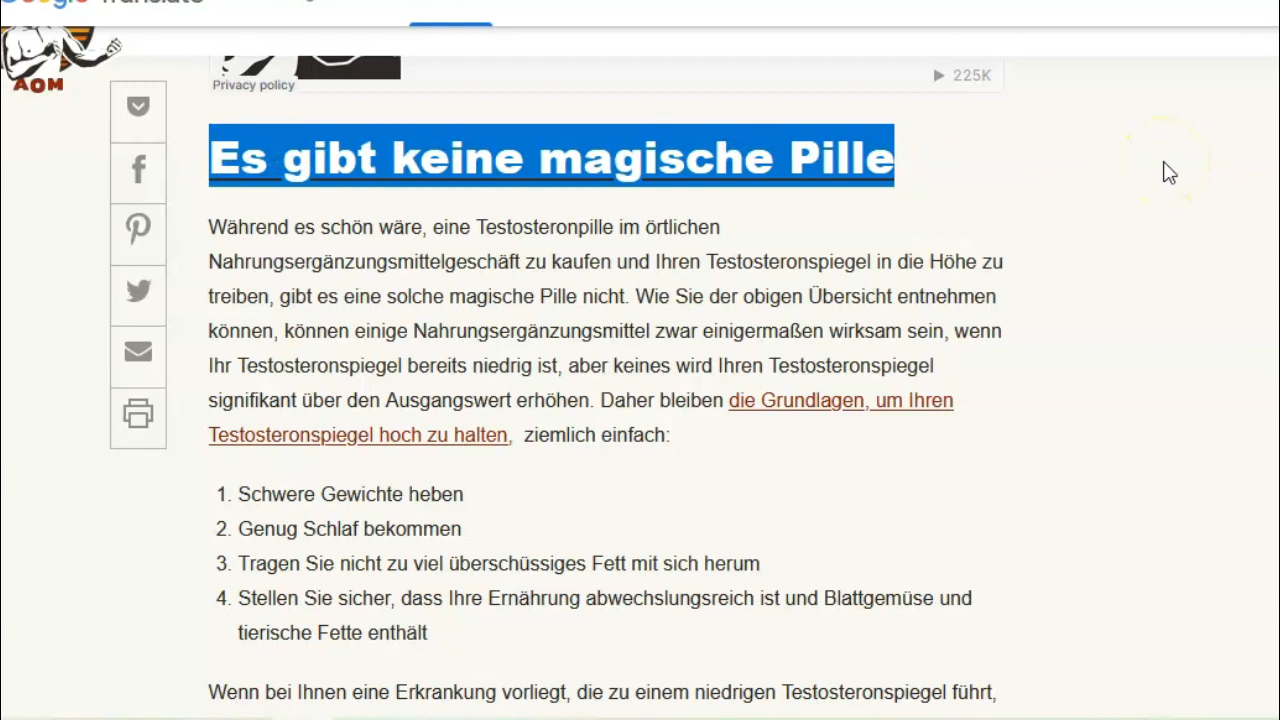 Google Translate
AOM
Privacy policy
225K
Es gibt keine magische Pille
Während es schön wäre, eine Testosteronpille im örtlichen
Nahrungsergänzungsmittelgeschäft zu kaufen und Ihren Testosteronspiegel in die Höhe zu
treiben, gibt es eine solche magische Pille nicht. Wie Sie der obigen Übersicht entnehmen
können, können einige Nahrungsergänzungsmittel zwar einigermaßen wirksam sein, wenn
Ihr Testosteronspiegel bereits niedrig ist, aber keines wird Ihren Testosteronspiegel
signifikant über den Ausgangswert erhöhen. Daher bleiben die Grundlagen, um Ihren
Testosteronspiegel hoch zu halten, ziemlich einfach:
1. Schwere Gewichte heben
2. Genug Schlaf bekommen
3. Tragen Sie nicht zu viel überschüssiges Fett mit sich herum
4. Stellen Sie sicher, dass Ihre Ernährung abwechslungsreich ist und Blattgemüse und
tierische Fette enthält
Wenn bei Ihnen eine Erkrankung vorliegt, die zu einem niedrigen Testosteronspiegel führt,